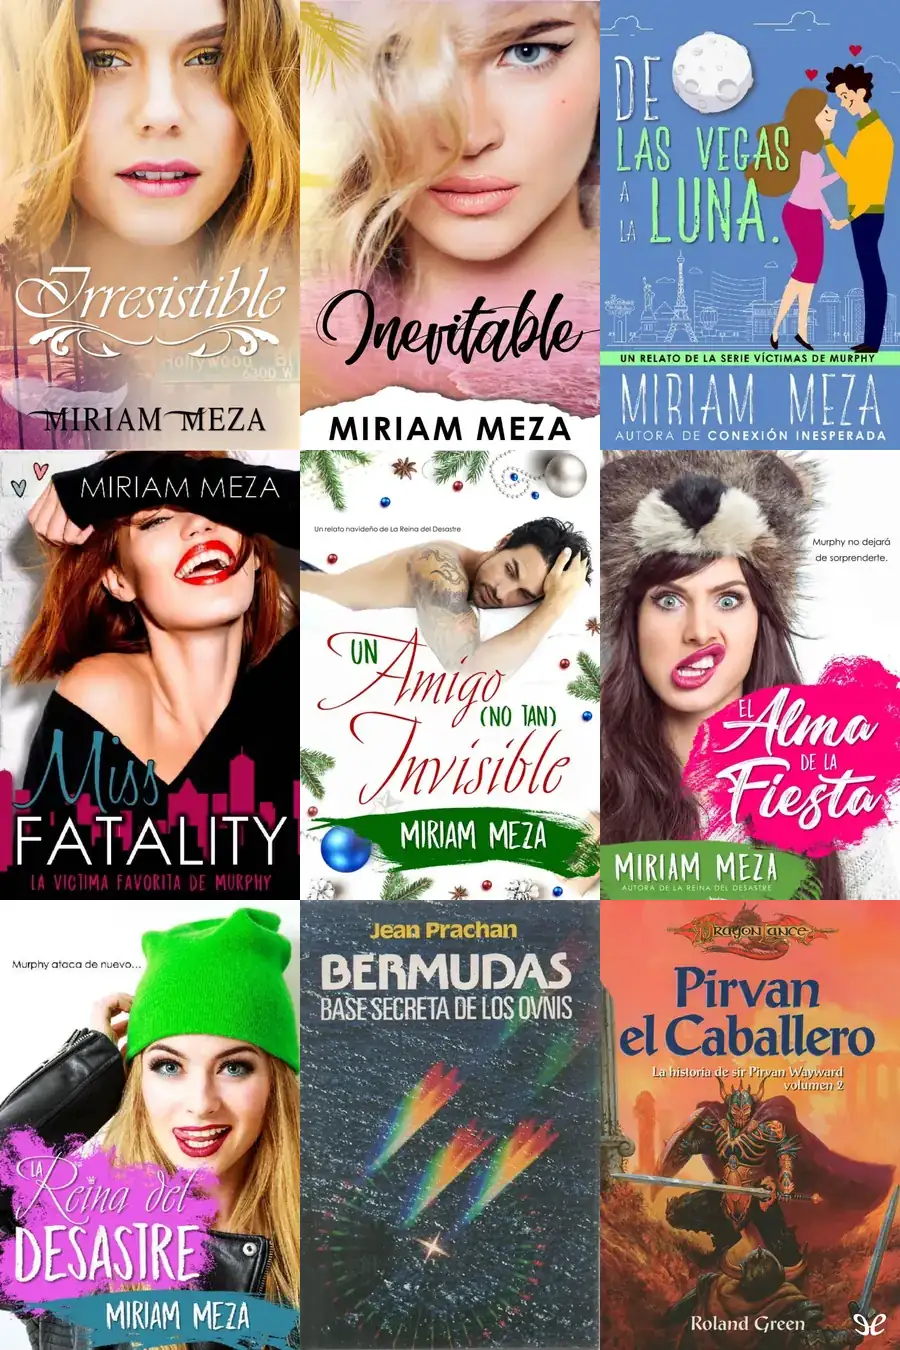 Irresistible
Hollywood Bl
6300 W
MIRIAM MEZA
Inevitable
MIRIAM MEZA
DE
LAS VEGAS
A
LA LUNA.
UN RELATO DE LA SERIE VÍCTIMAS DE MURPHY
MIRIAM MEZA
AUTORA DE CONEXIÓN INESPERADA
MIRIAM MEZA
Miss
FATALITY
LA VICTIMA FAVORITA DE MURPHY
Un relato navideño de La Reina del Desastre
UN Amigo
(NO TAN)
Invisible
MIRIAM MEZA
Murphy no dejará
de sorprenderte.
EL Alma
DE LA
Fiesta
MIRIAM MEZA
AUTORA DE LA REINA DEL DESASTRE
Murphy ataca de nuevo...
LA Reina del
DESASTRE
MIRIAM MEZA
Jean Prachan
BERMUDAS
BASE SECRETA DE LOS OVNIS
DRAGONLANCE
Pirvan
el Caballero
La historia de sir Pirvan Wayward
volumen 2
Roland Green